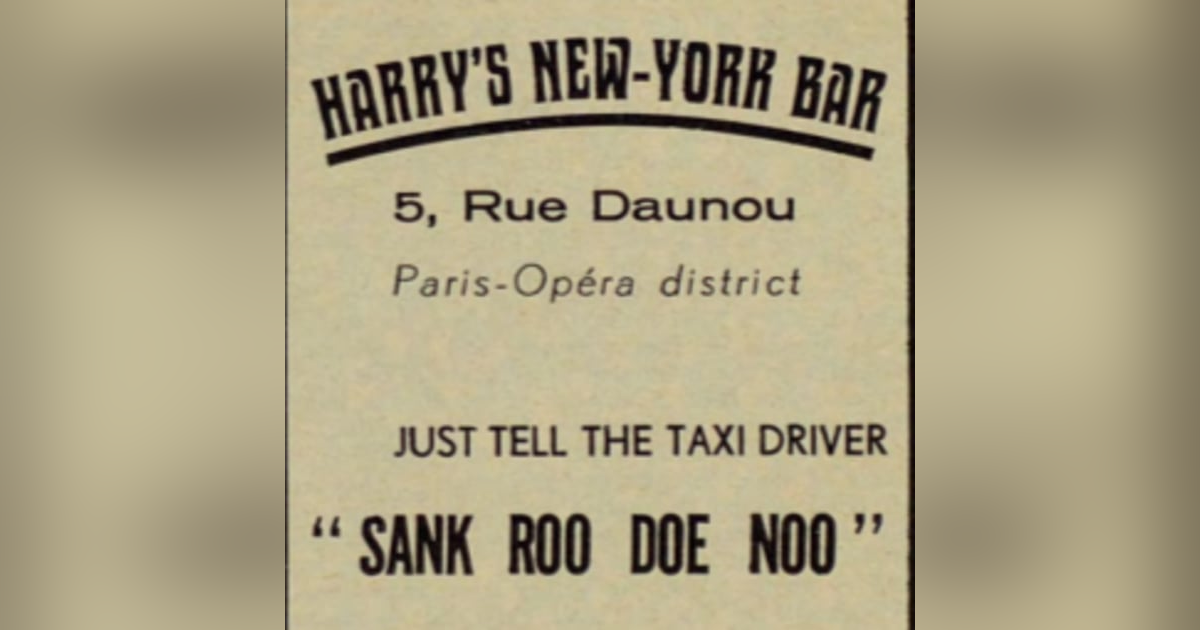 HARRY'S NEW-YORK BAR
5, Rue Daunou
Paris-Opéra district
JUST TELL THE TAXI DRIVER
“ SANK ROO DOE NOO ”